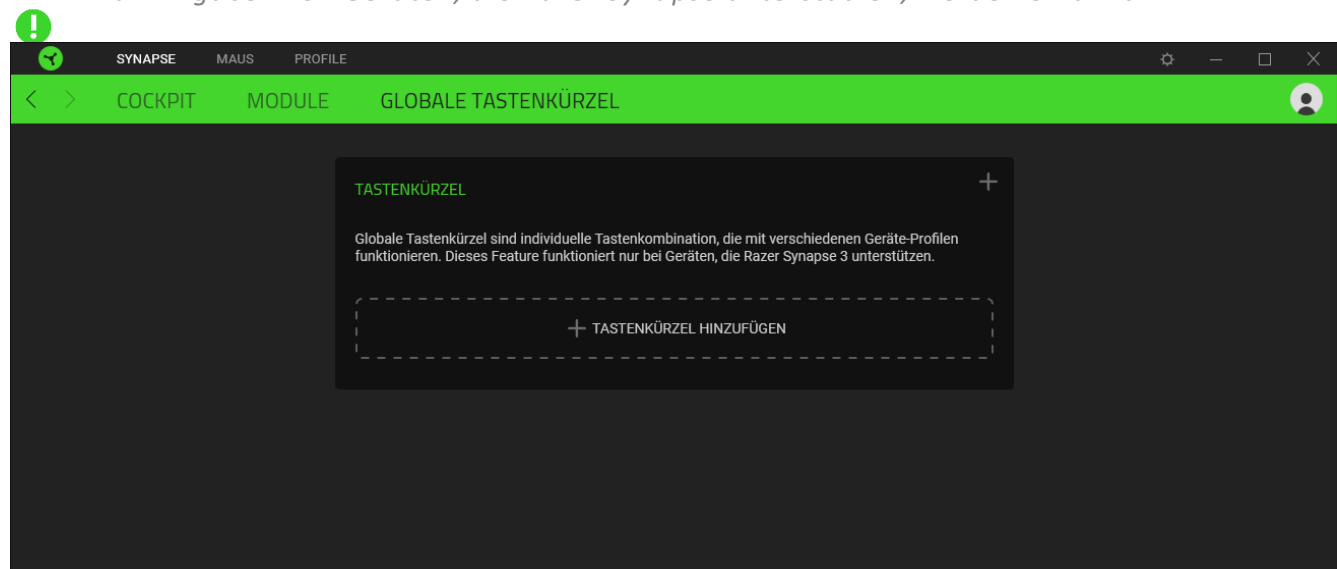 SYNAPSE MAUS PROFILE
COCKPIT MODULE GLOBALE TASTENKÜRZEL
TASTENKÜRZEL
Globale Tastenkürzel sind individuelle Tastenkombination, die mit verschiedenen Geräte-Profilen
funktionieren. Dieses Feature funktioniert nur bei Geräten, die Razer Synapse 3 unterstützen.
TASTENKÜRZEL HINZUFÜGEN